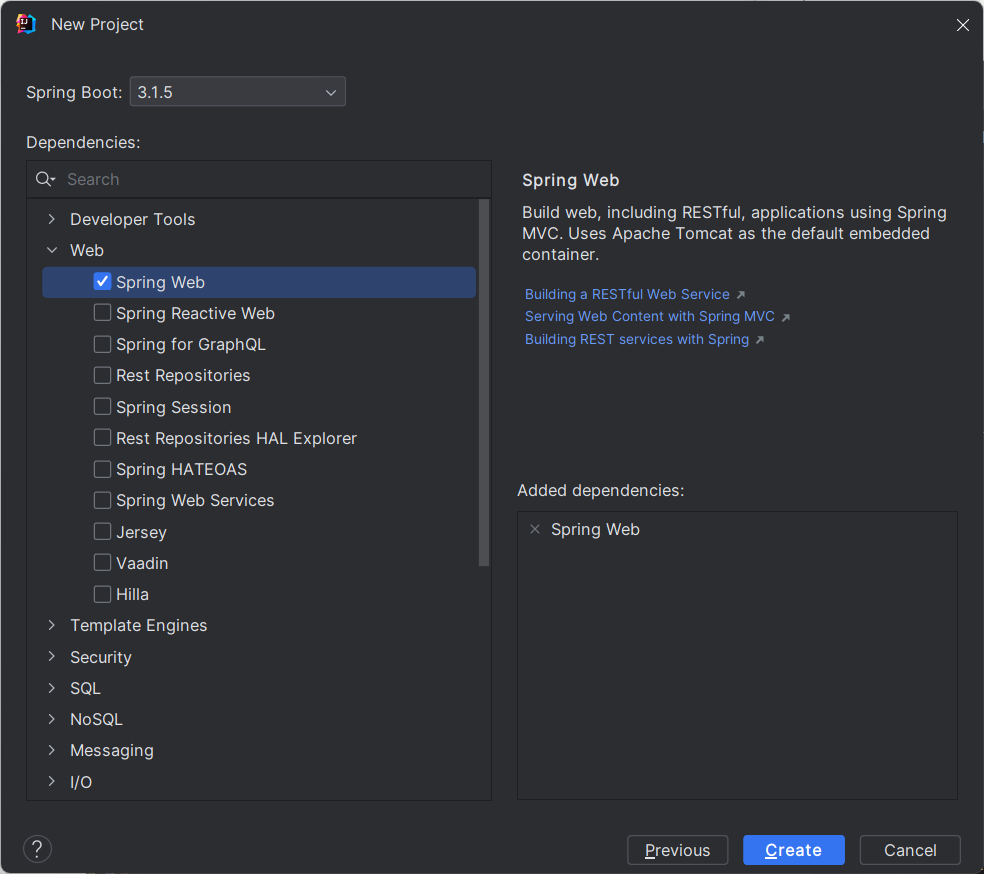 New Project
Spring Boot: 3.1.5
Dependencies:
Search
Developer Tools
Web
Spring Web
Spring Reactive Web
Spring for GraphQL
Rest Repositories
Spring Session
Rest Repositories HAL Explorer
Spring HATEOAS
Spring Web Services
Jersey
Vaadin
Hilla
Template Engines
Security
SQL
NoSQL
Messaging
I/O
Spring Web
Build web, including RESTful, applications using Spring
MVC. Uses Apache Tomcat as the default embedded
container.
Building a RESTful Web Service
Serving Web Content with Spring MVC
Building REST services with Spring
Added dependencies:
Spring Web
? Previous Create Cancel